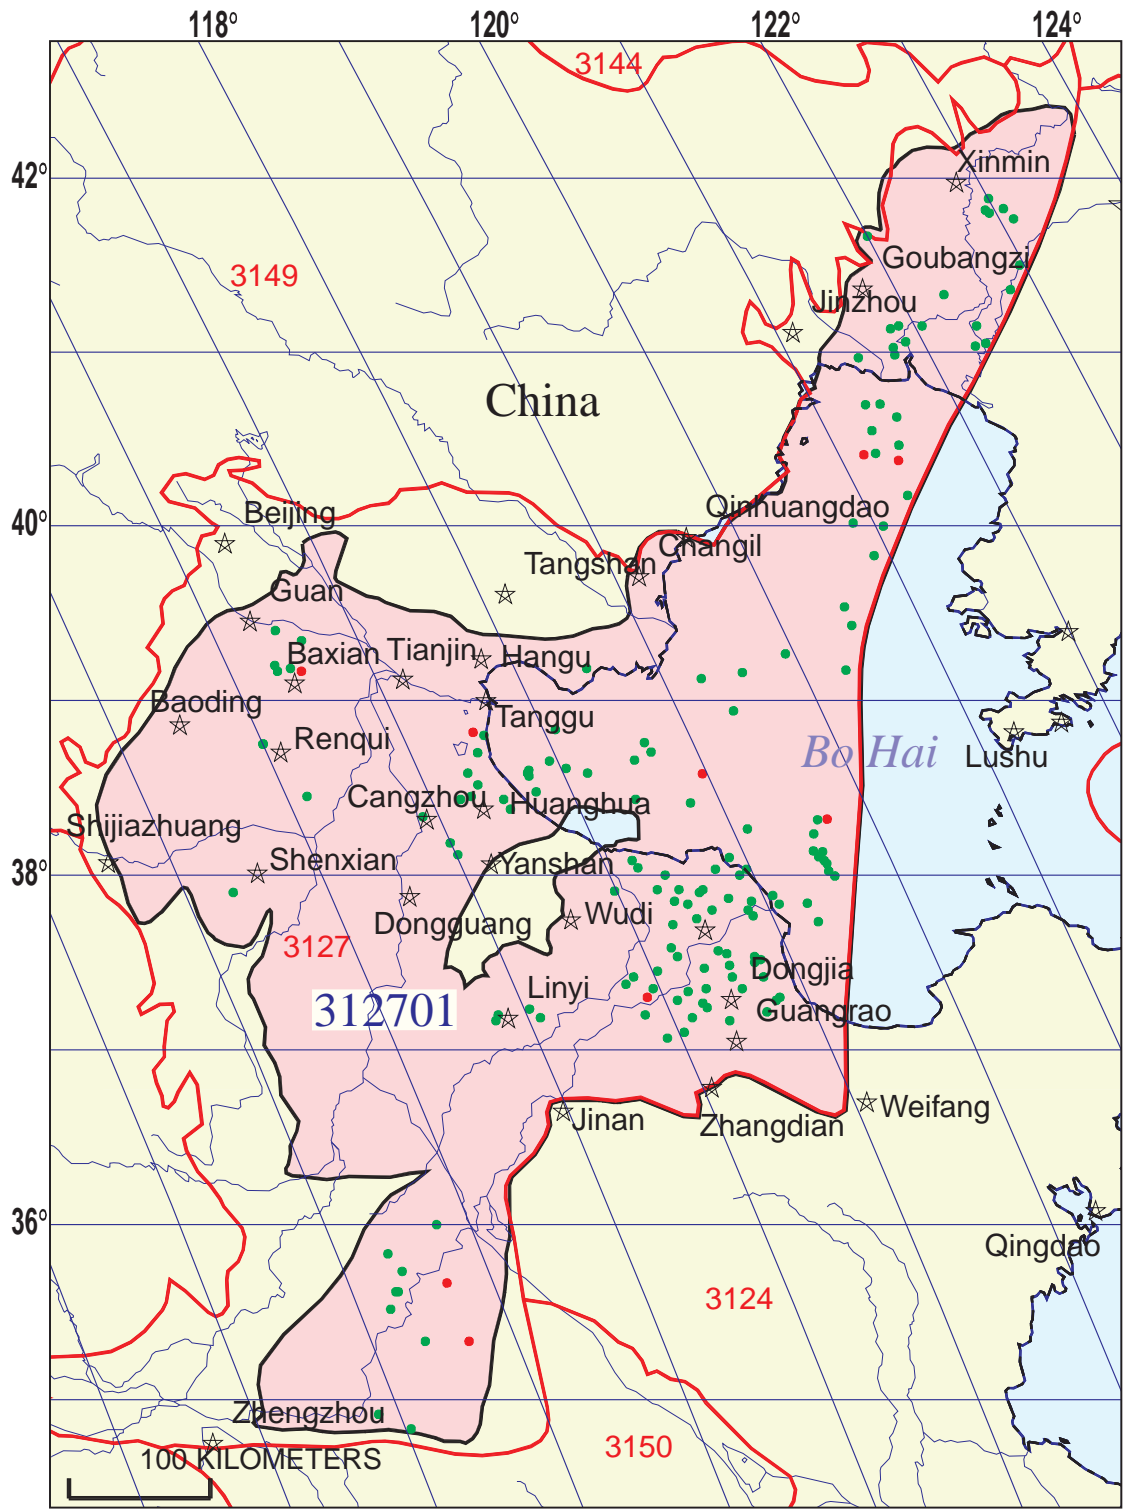 118° 120° 122° 124°
3144
Xinmin
42°
Goubangzi
3149
Jinzhou
China
Qinhuangdao
Beijing
40°
Changil
Tangshan
Guan
Baxian Tianjin Hangu
Baoding
Tanggu
Renqui
Bo Hai
Lushu
Cangzhou Huanghua
Shijiazhuang
Shenxian
Yanshan
38°
Dongguang
Wudi
3127
Dongjia
Linyi
312701
Guangrao
Weifang
Jinan
Zhangdian
36°
Qingdao
3124
Zhengzhou
3150
100 KILOMETERS